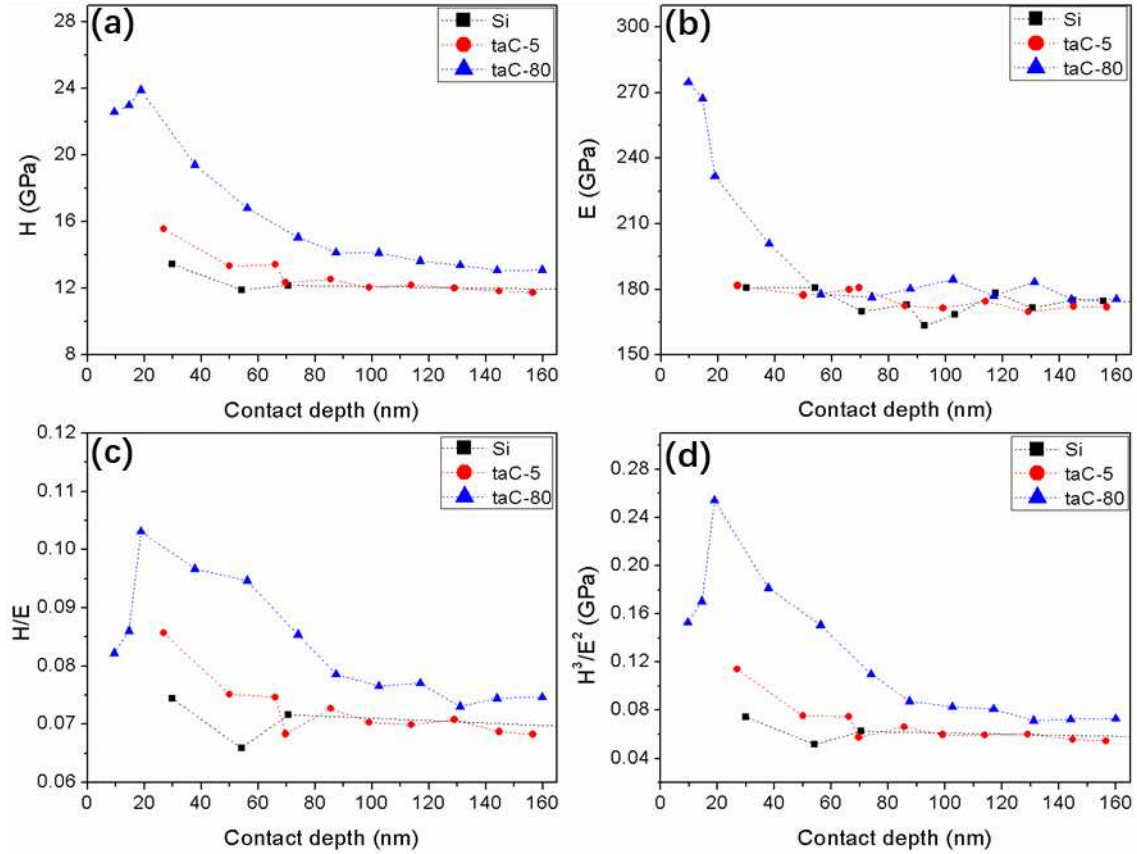 (a)
Si
taC-5
taC-80
28
24
20
16
12
8
H (GPa)
0 20 40 60 80 100 120 140 160
Contact depth (nm)
(b)
Si
taC-5
taC-80
300
270
240
210
180
150
E (GPa)
0 20 40 60 80 100 120 140 160
Contact depth (nm)
(c)
Si
taC-5
taC-80
0.12
0.11
0.10
0.09
0.08
0.07
0.06
H/E
0 20 40 60 80 100 120 140 160
Contact depth (nm)
(d)
Si
taC-5
taC-80
0.28
0.24
0.20
0.16
0.12
0.08
0.04
H³/E² (GPa)
0 20 40 60 80 100 120 140 160
Contact depth (nm)